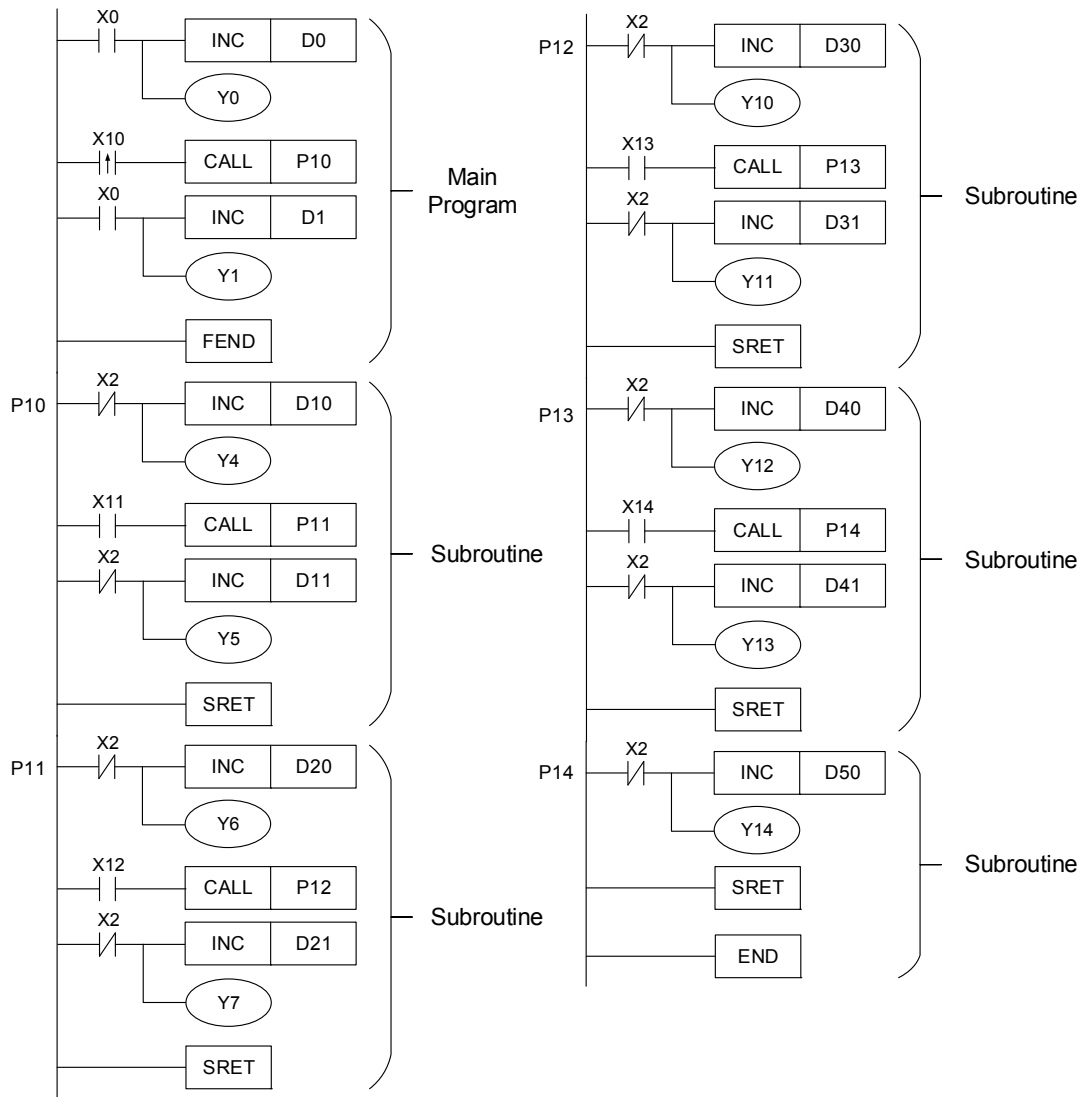 X0
INC D0
Y0
X10
CALL P10
X0
INC D1
Y1
FEND
Main
Program
P10
X2
INC D10
Y4
X11
CALL P11
X2
INC D11
Y5
SRET
Subroutine
P11
X2
INC D20
Y6
X12
CALL P12
X2
INC D21
Y7
SRET
Subroutine
P12
X2
INC D30
Y10
X13
CALL P13
X2
INC D31
Y11
SRET
Subroutine
P13
X2
INC D40
Y12
X14
CALL P14
X2
INC D41
Y13
SRET
Subroutine
P14
X2
INC D50
Y14
SRET
END
Subroutine